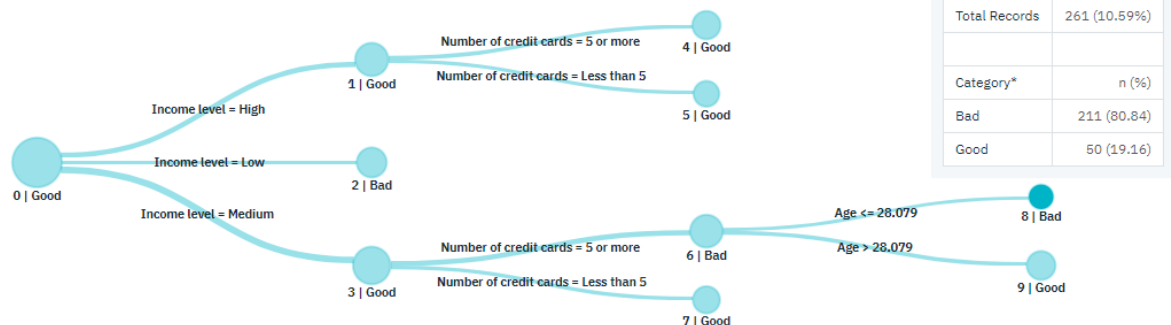 Total Records 261 (10.59%)
Category* n (%)
Bad 211 (80.84)
Good 50 (19.16)
Number of credit cards = 5 or more
4 | Good
Number of credit cards = Less than 5
1 | Good
Income level = High
5 | Good
Income level = Low
0 | Good
2 | Bad
Income level = Medium
Age <= 28.079
8 | Bad
Number of credit cards = 5 or more
Age > 28.079
6 | Bad
Number of credit cards = Less than 5
3 | Good
9 | Good
7 | Good